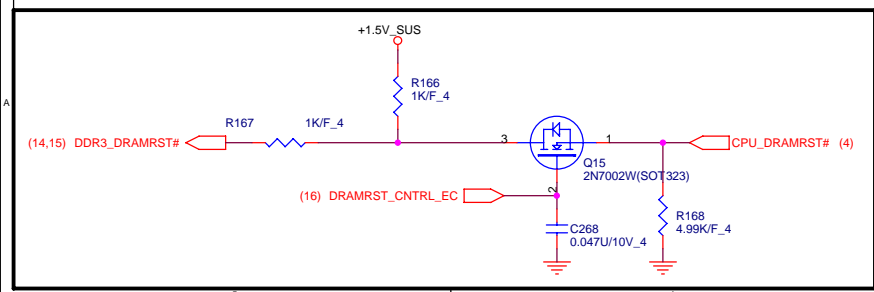 +1.5V_SUS
A
R166
1K/F_4
R167
1K/F_4
(14,15) DDR3_DRAMRST#
3
1
CPU_DRAMRST# (4)
Q15
2N7002W(SOT323)
2
(16) DRAMRST_CNTRL_EC
R168
4.99K/F_4
C268
0.047U/10V_4